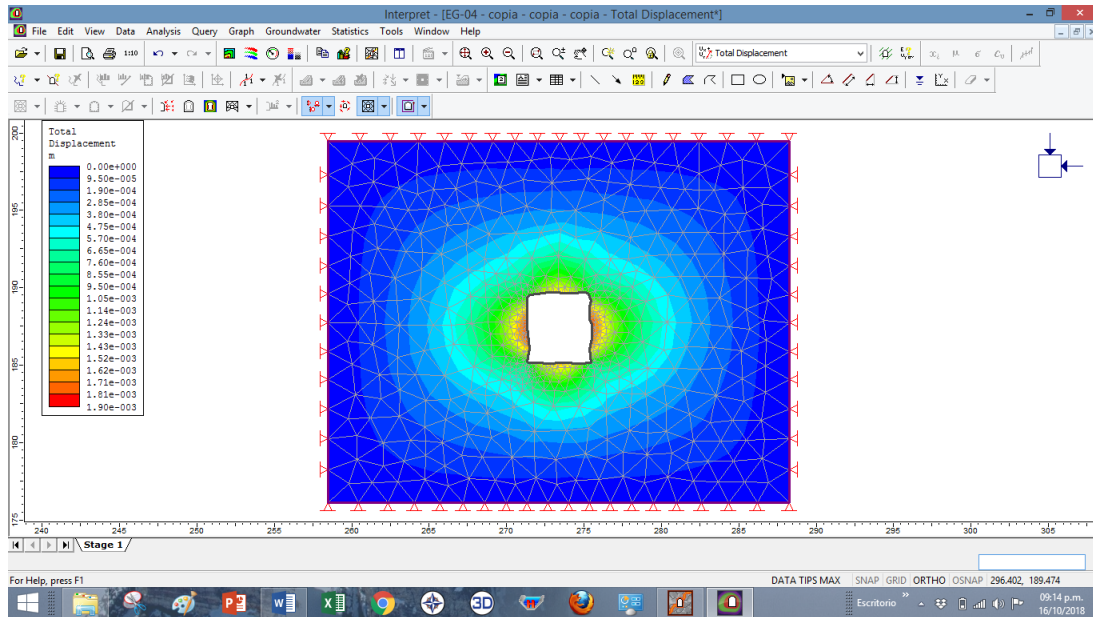 Interpret - [EG-04 - copia - copia - copia - Total Displacement*]
File Edit View Data Analysis Query Graph Groundwater Statistics Tools Window Help
1:10
Total Displacement
Total
Displacement
m
0.00e+000
9.50e-005
1.90e-004
2.85e-004
3.80e-004
4.75e-004
5.70e-004
6.65e-004
7.60e-004
8.55e-004
9.50e-004
1.05e-003
1.14e-003
1.24e-003
1.33e-003
1.43e-003
1.52e-003
1.62e-003
1.71e-003
1.81e-003
1.90e-003
200
195
190
185
180
175
240 245 250 255 260 265 270 275 280 285 290 295 300 305
Stage 1
For Help, press F1
DATA TIPS MAX SNAP GRID ORTHO OSNAP 296.402, 189.474
Escritorio
09:14 p.m.
16/10/2018